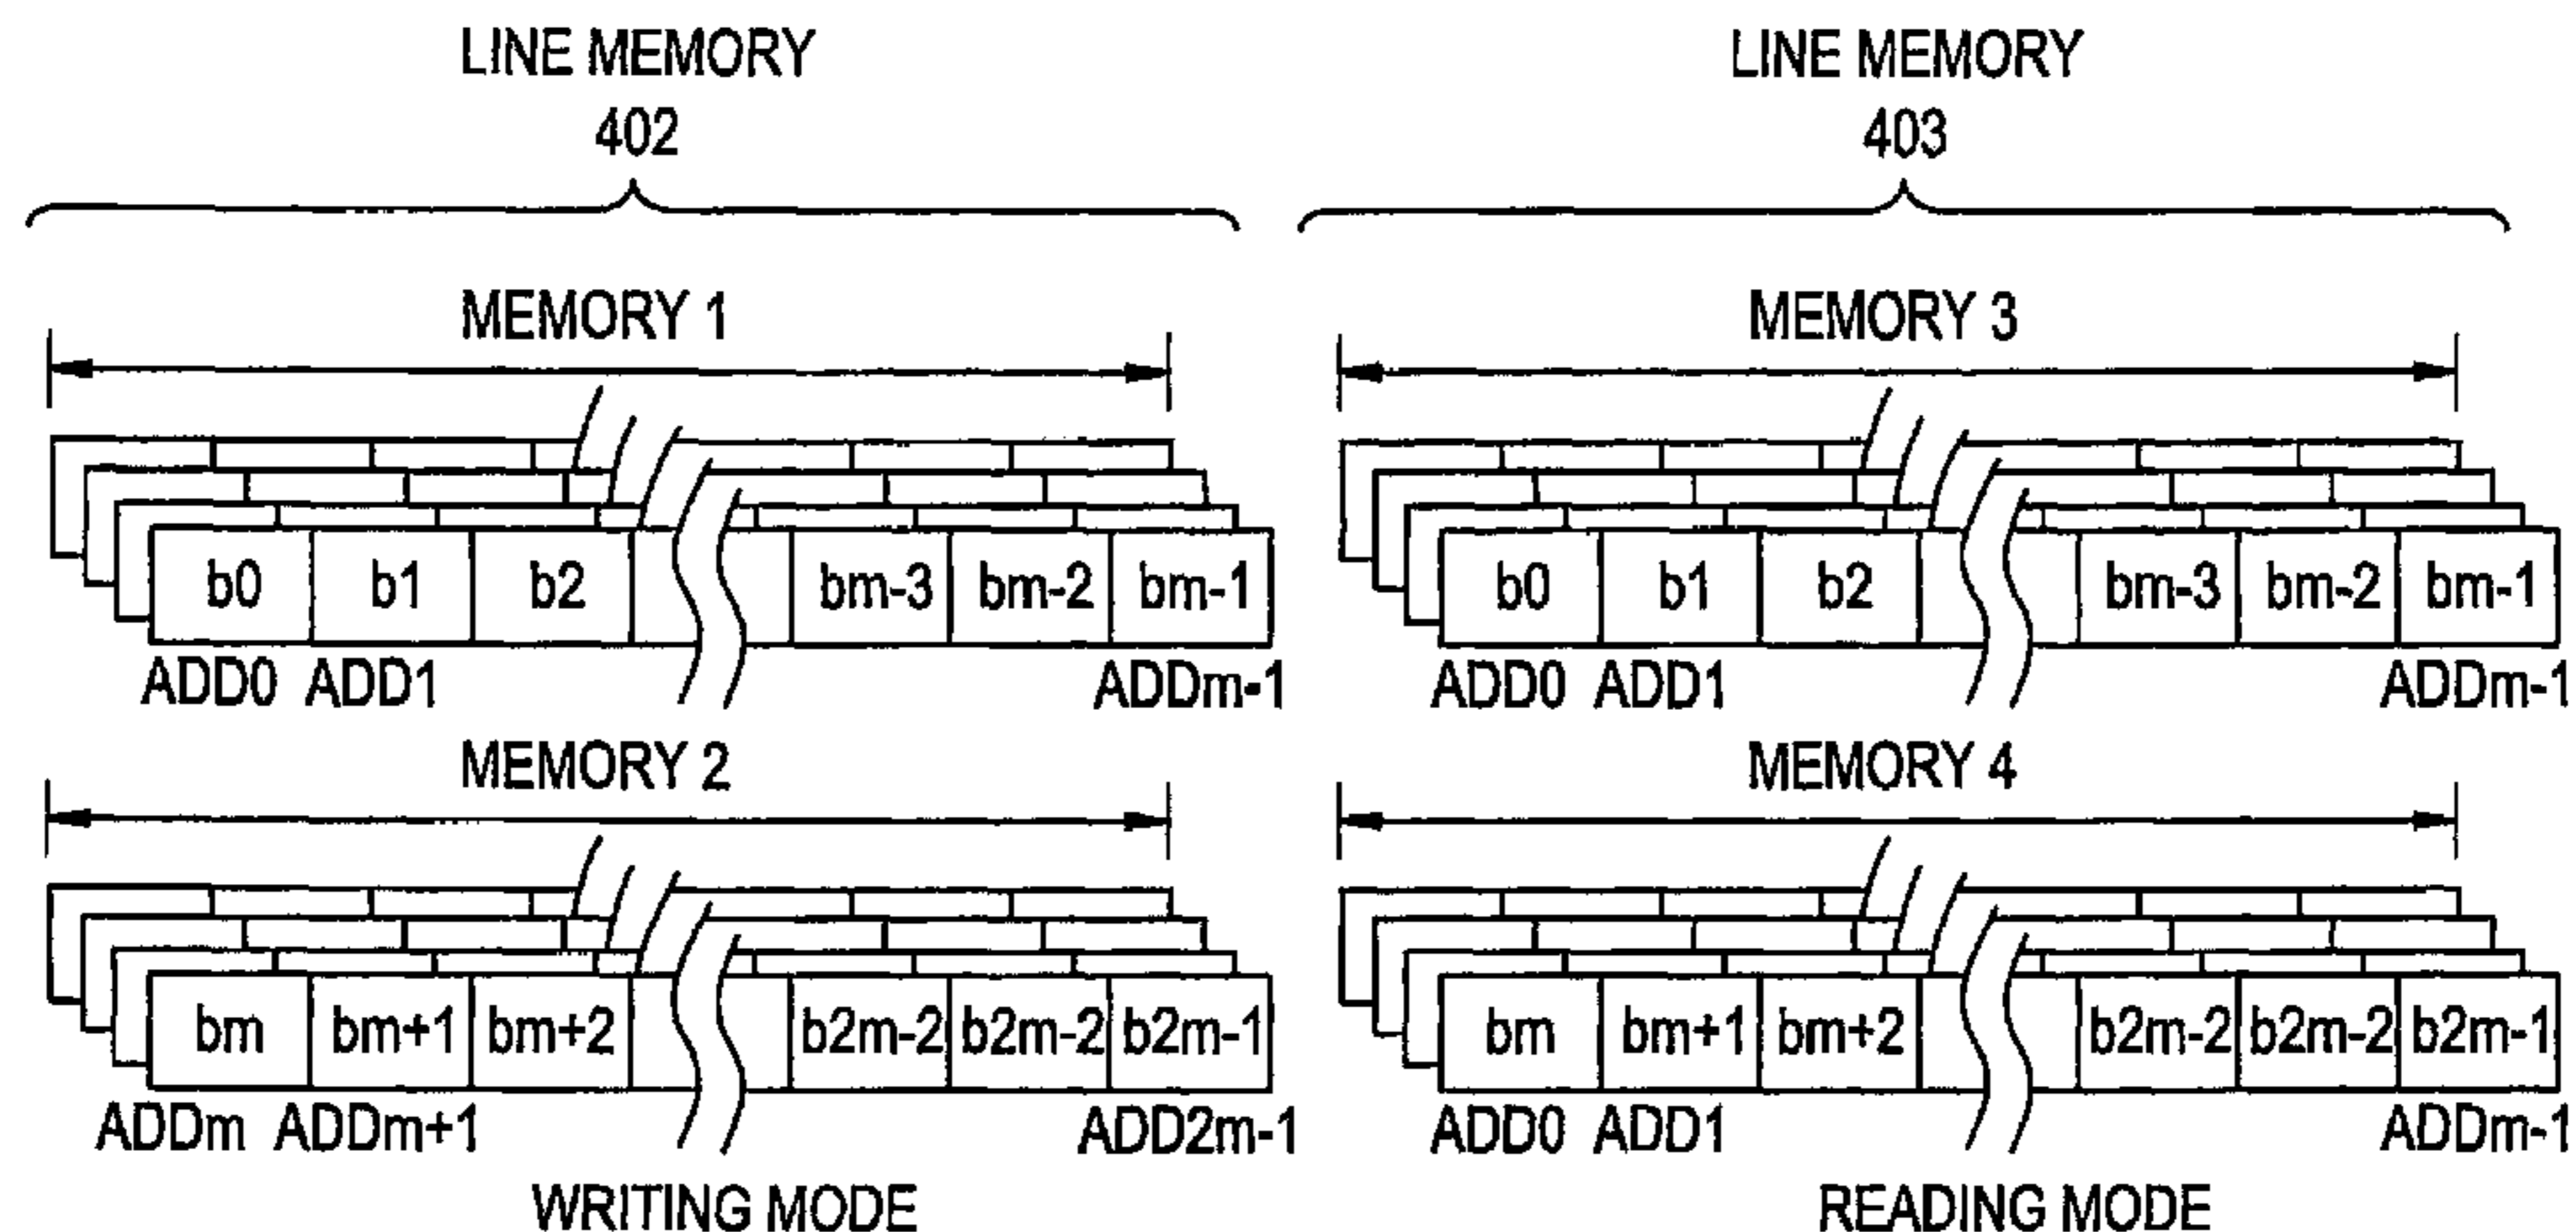 LINE MEMORY
402
LINE MEMORY
403
MEMORY 1
b0 b1 b2 bm-3 bm-2 bm-1
ADD0 ADD1 ADDm-1
MEMORY 3
b0 b1 b2 bm-3 bm-2 bm-1
ADD0 ADD1 ADDm-1
MEMORY 2
bm bm+1 bm+2 b2m-2 b2m-2 b2m-1
ADDm ADDm+1 ADD2m-1
WRITING MODE
MEMORY 4
bm bm+1 bm+2 b2m-2 b2m-2 b2m-1
ADD0 ADD1 ADDm-1
READING MODE